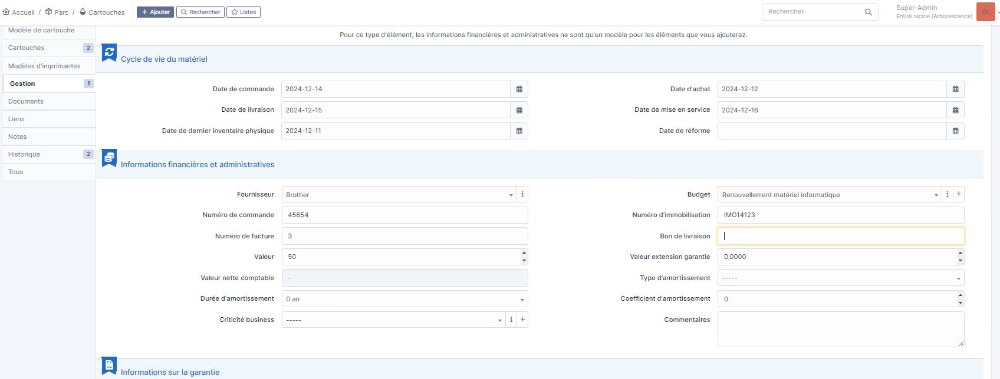 Accueil / Parc / Cartouches
Ajouter
Rechercher
Listes
Rechercher
Super-Admin
Entité racine (Arborescence)
GL
Modèle de cartouche
Cartouches 2
Modèles d'imprimantes
Gestion 1
Documents
Liens
Notes
Historique 2
Tous
Pour ce type d'élément, les informations financières et administratives ne sont qu'un modèle pour les éléments que vous ajouterez.
Cycle de vie du matériel
Date de commande 2024-12-14
Date d'achat 2024-12-12
Date de livraison 2024-12-15
Date de mise en service 2024-12-16
Date de dernier inventaire physique 2024-12-11
Date de réforme
Informations financières et administratives
Fournisseur Brother i
Budget Renouvellement matériel informatique i +
Numéro de commande 45654
Numéro d'immobilisation IMO14123
Numéro de facture 3
Bon de livraison
Valeur 50
Valeur extension garantie 0,0000
Valeur nette comptable -
Type d'amortissement -----
Durée d'amortissement 0 an
Coefficient d'amortissement 0
Criticité business ----- i +
Commentaires
Informations sur la garantie